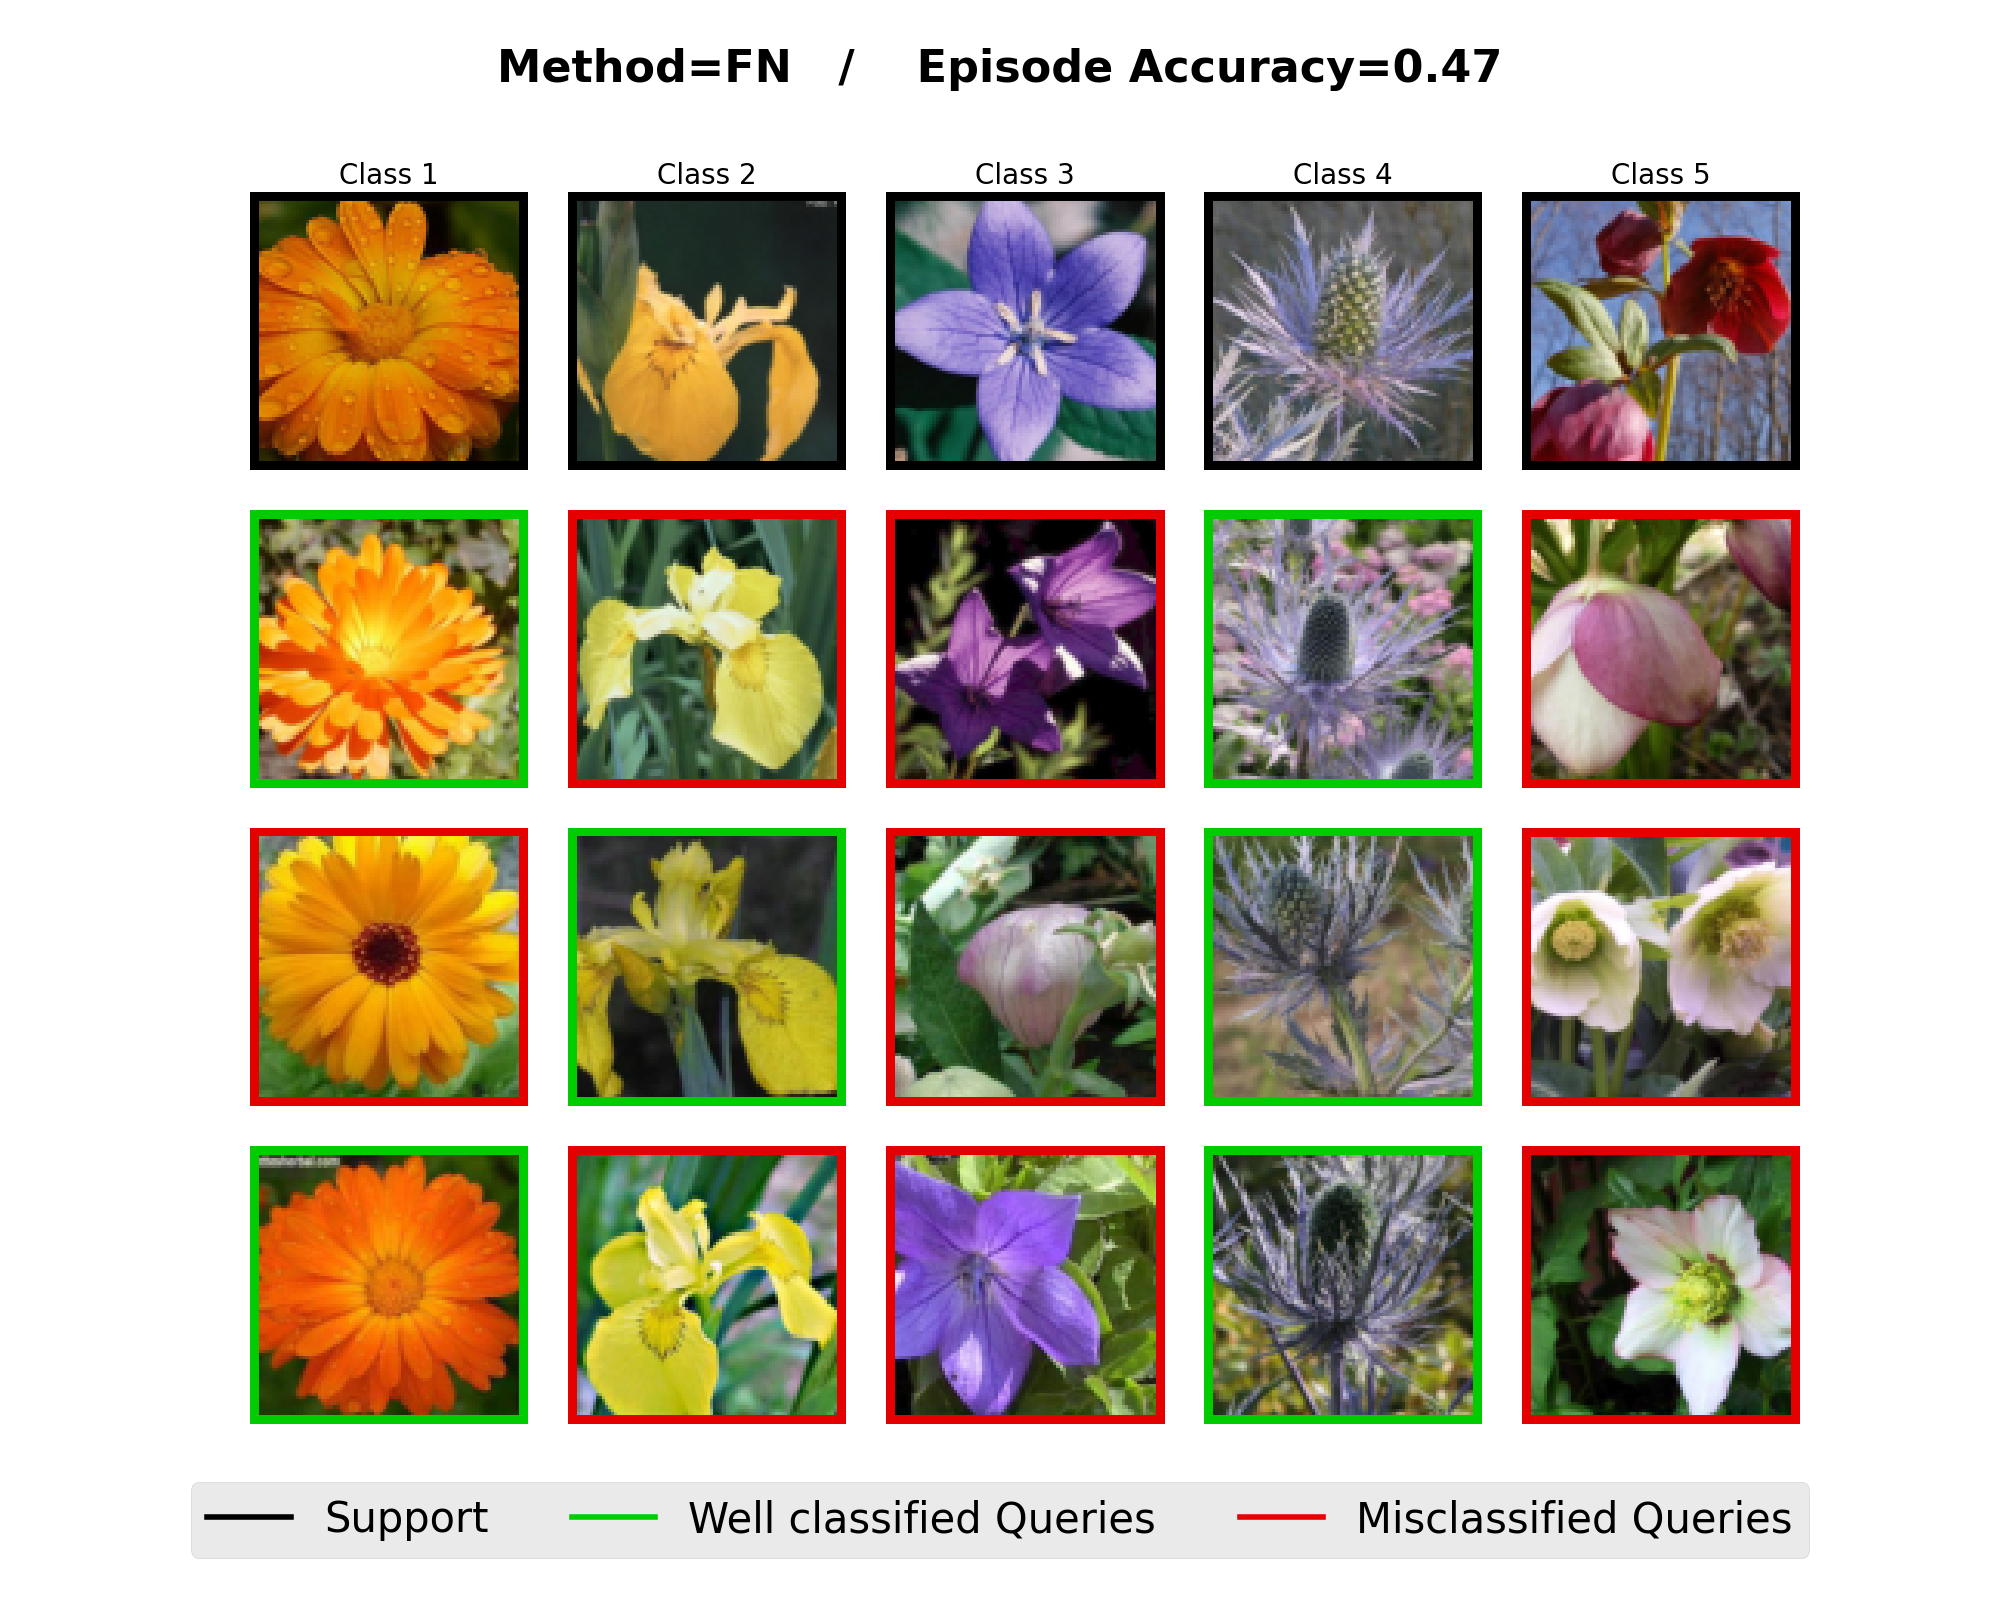 Method=FN / Episode Accuracy=0.47
Class 1 Class 2 Class 3 Class 4 Class 5
Support Well classified Queries Misclassified Queries